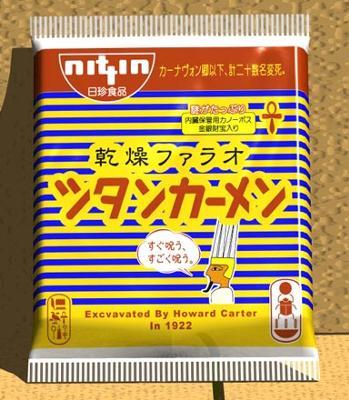 nittin
日珍食品
カーナヴォン卿以下、計二十数名変死。
謎がたっぷり
内臓保管用カノーポス
金銀財宝入り
乾燥ファラオ
ツタンカーメン
すぐ呪う、
すごく呪う。
Excvavated By Howard Carter
In 1922